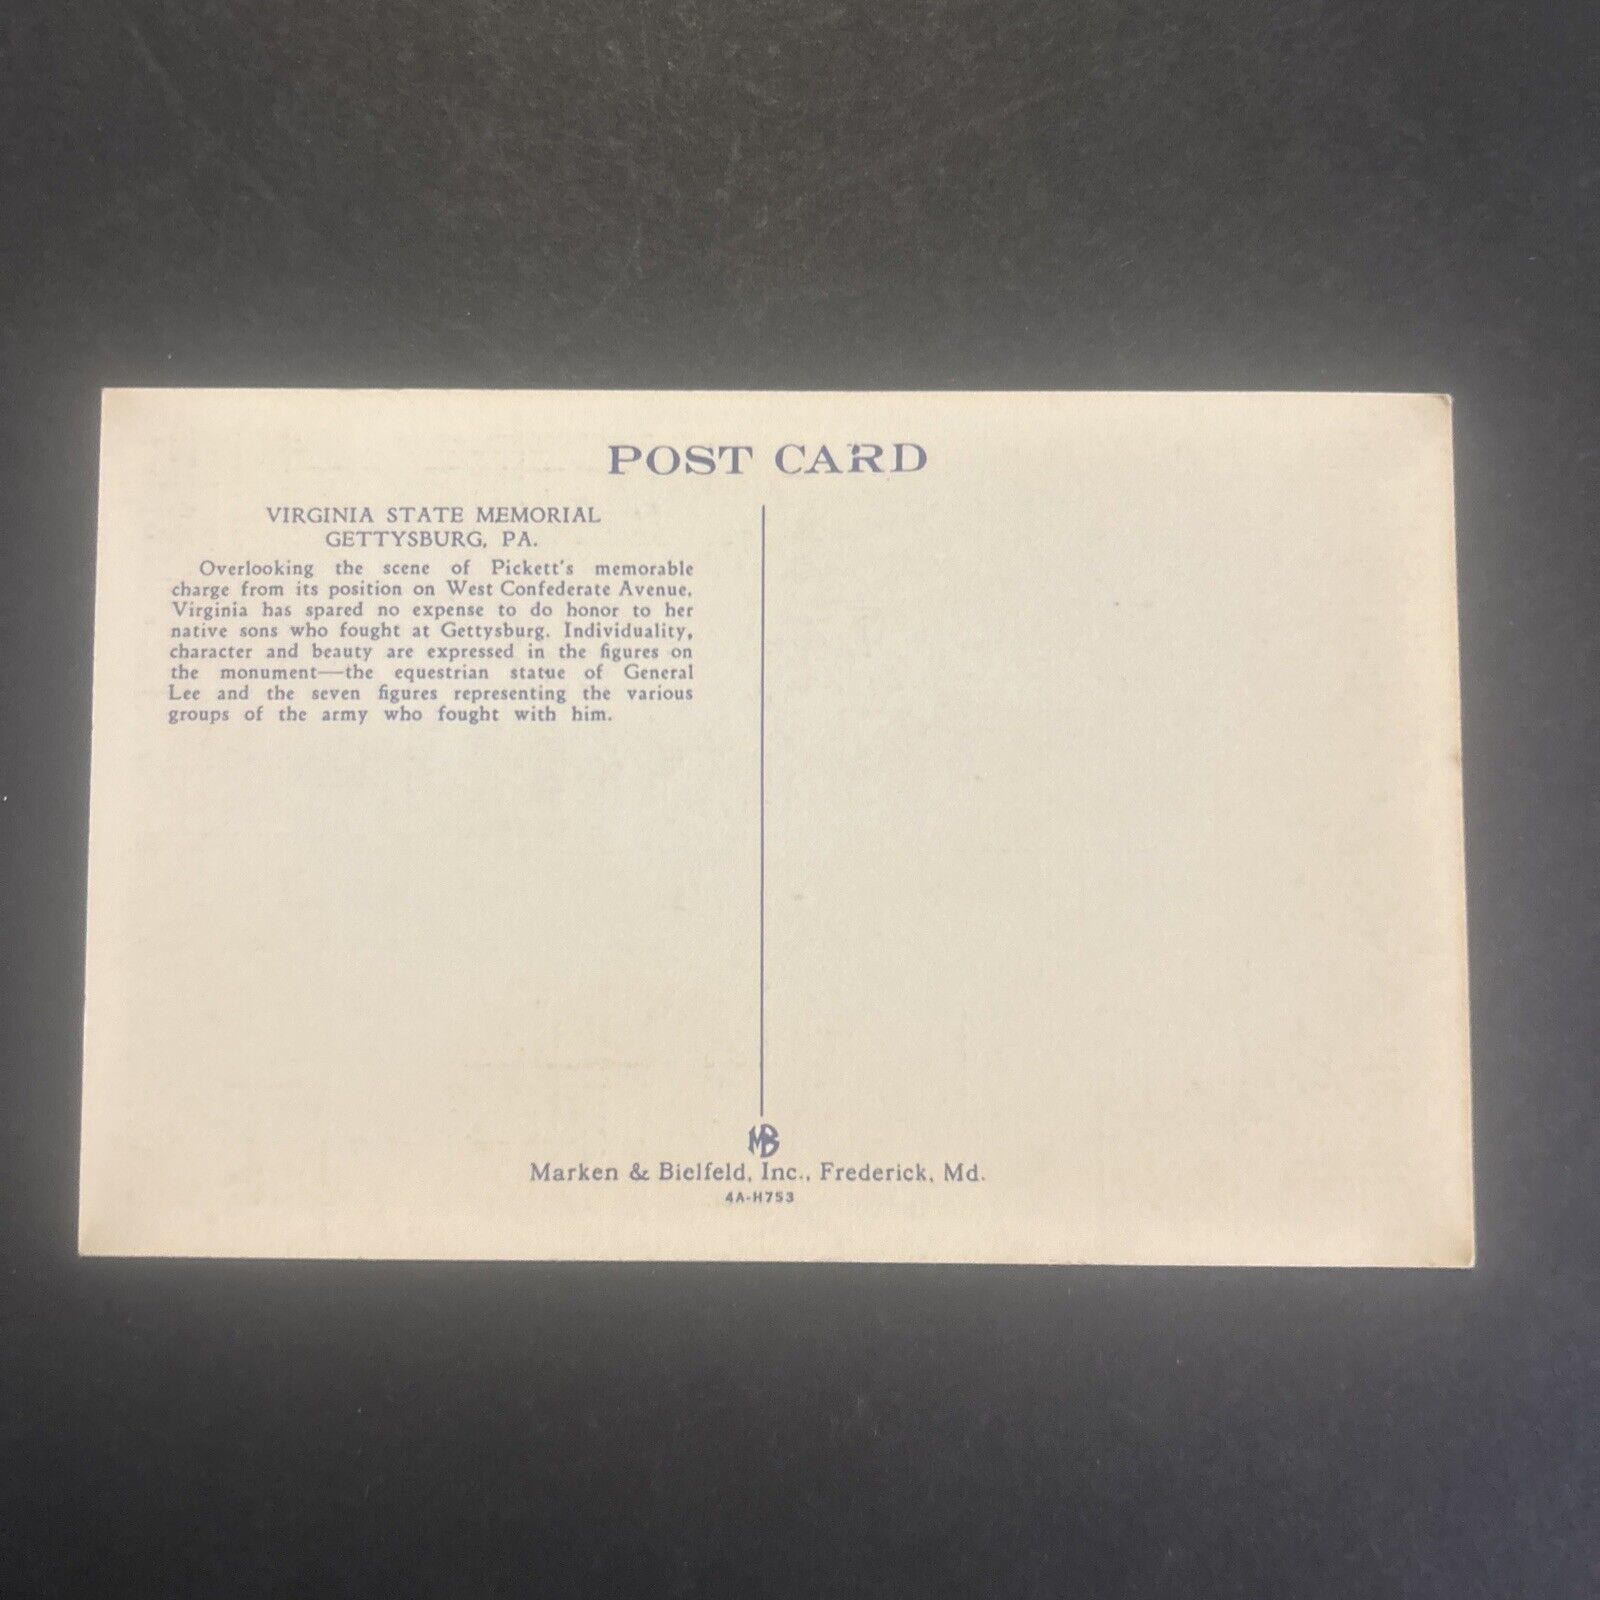 POST CARD
VIRGINIA STATE MEMORIAL
GETTYSBURG, PA.
Overlooking the scene of Pickett's memorable
charge from its position on West Confederate Avenue,
Virginia has spared no expense to do honor to her
native sons who fought at Gettysburg. Individuality,
character and beauty are expressed in the figures on
the monument—the equestrian statue of General
Lee and the seven figures representing the various
groups of the army who fought with him.
MB
Marken & Bielfeld, Inc., Frederick, Md.
4A-H753